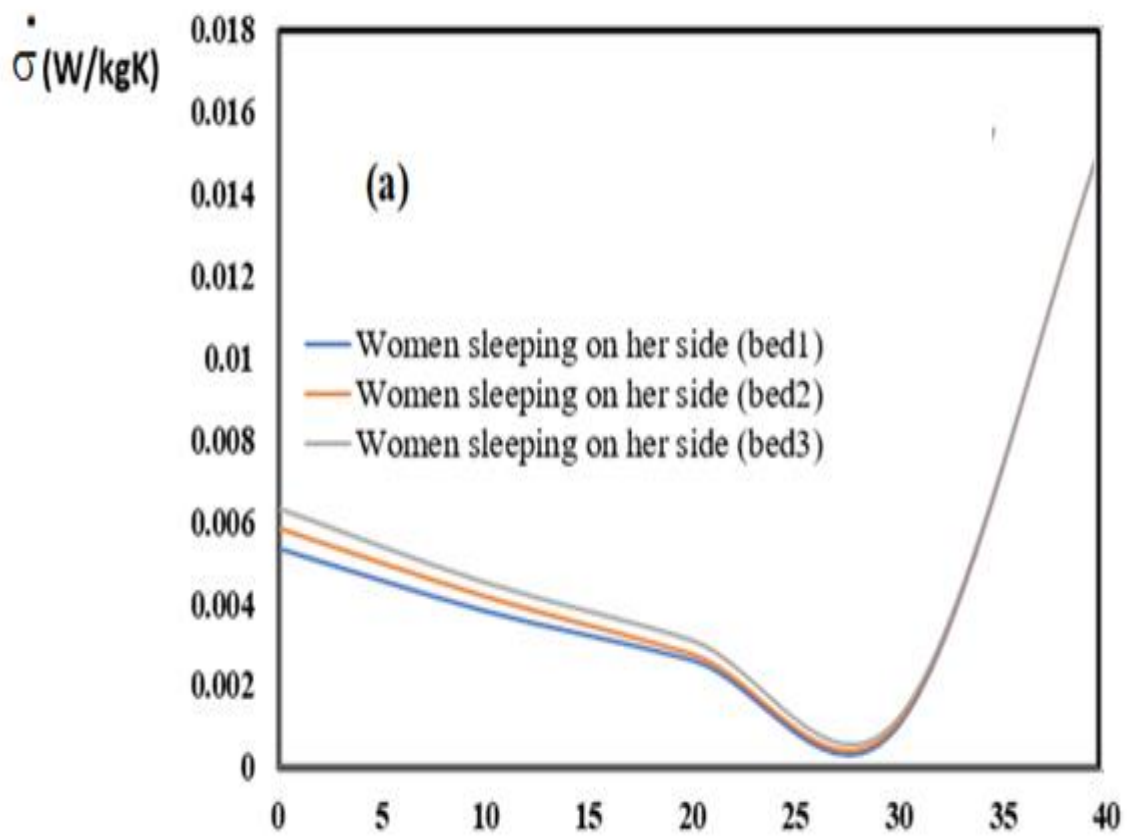 σ̇ (W/kgK)
0.018
0.016
0.014
0.012
0.01
0.008
0.006
0.004
0.002
0
(a)
Women sleeping on her side (bed1)
Women sleeping on her side (bed2)
Women sleeping on her side (bed3)
0 5 10 15 20 25 30 35 40